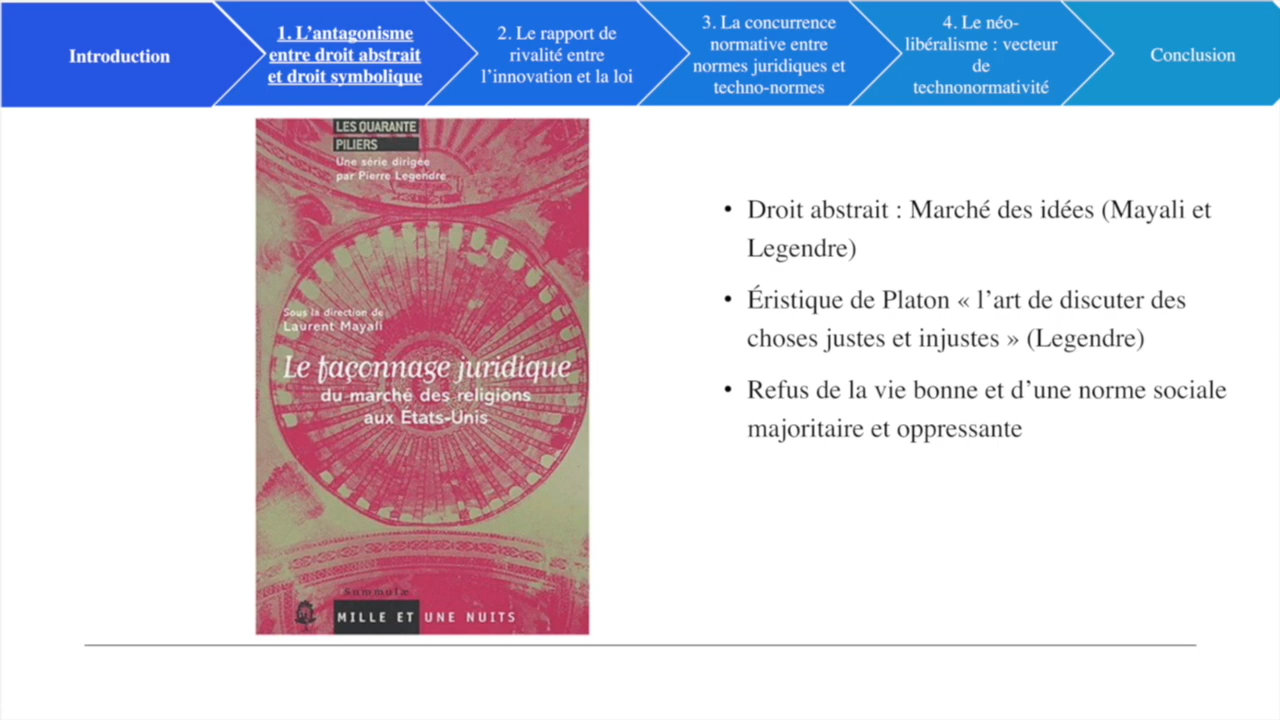 Introduction
1. L’antagonisme
entre droit abstrait
et droit symbolique
2. Le rapport de
rivalité entre
l’innovation et la loi
3. La concurrence
normative entre
normes juridiques et
techno-normes
4. Le néo-
libéralisme : vecteur
de
technonormativité
Conclusion
LES QUARANTE
PILIERS
Une série dirigée
par Pierre Legendre
Sous la direction de
Laurent Mayali
Le façonnage juridique
du marché des religions
aux États-Unis
Summulæ
MILLE ET UNE NUITS
• Droit abstrait : Marché des idées (Mayali et
Legendre)
• Éristique de Platon « l’art de discuter des
choses justes et injustes » (Legendre)
• Refus de la vie bonne et d’une norme sociale
majoritaire et oppressante